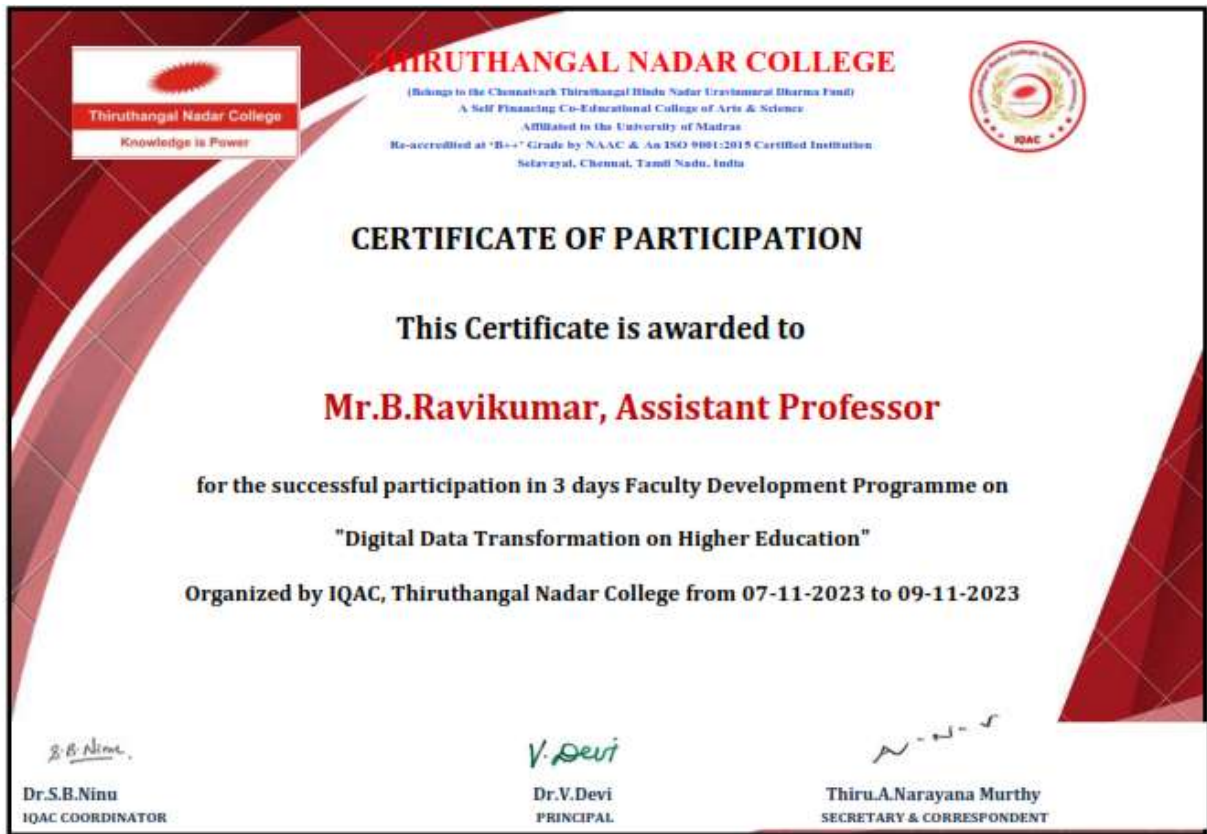 Thiruthangal Nadar College
Knowledge is Power
THIRUTHANGAL NADAR COLLEGE
(Belongs to the Chennaivazh Thiruthangal Hindu Nadar Uravinmurai Dharma Fund)
A Self Financing Co-Educational College of Arts & Science
Affiliated to the University of Madras
Re-accredited at 'B++' Grade by NAAC & An ISO 9001:2015 Certified Institution
Selavayal, Chennai, Tamil Nadu, India
IQAC
CERTIFICATE OF PARTICIPATION
This Certificate is awarded to
Mr.B.Ravikumar, Assistant Professor
for the successful participation in 3 days Faculty Development Programme on
"Digital Data Transformation on Higher Education"
Organized by IQAC, Thiruthangal Nadar College from 07-11-2023 to 09-11-2023
V. Devi
Dr.S.B.Ninu
IQAC COORDINATOR
Dr.V.Devi
PRINCIPAL
Thiru.A.Narayana Murthy
SECRETARY & CORRESPONDENT